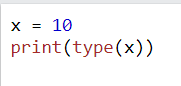 x = 10
print(type(x))